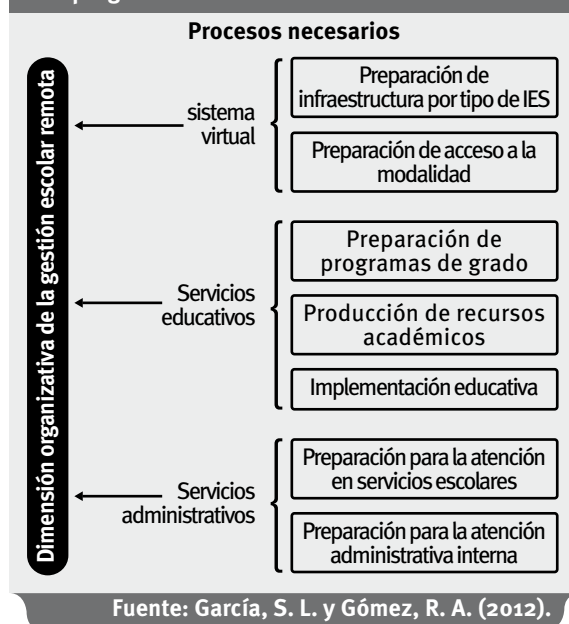 Procesos necesarios
Dimensión organizativa de la gestión escolar remota
sistema
virtual
Preparación de
infraestructura por tipo de IES
Preparación de acceso a la
modalidad
Servicios
educativos
Preparación de
programas de grado
Producción de recursos
académicos
Implementación educativa
Servicios
administrativos
Preparación para la atención
en servicios escolares
Preparación para la atención
administrativa interna
Fuente: García, S. L. y Gómez, R. A. (2012).